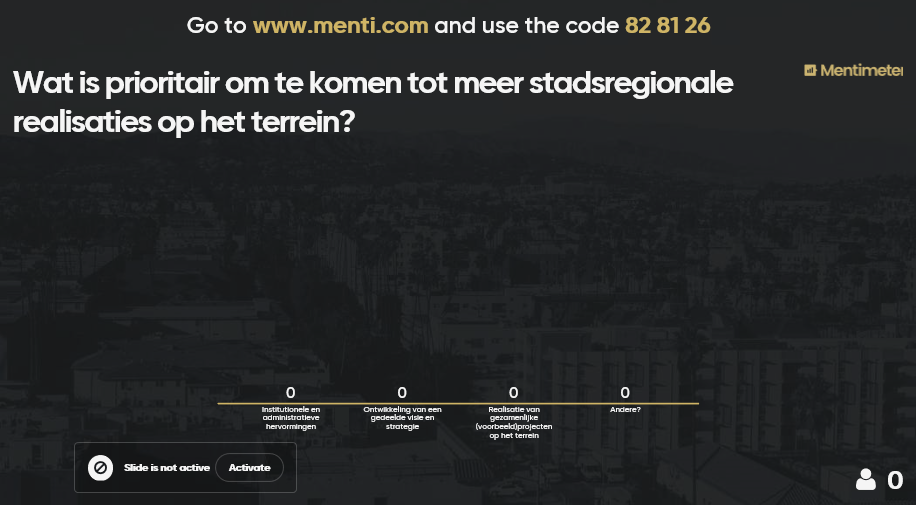 Go to www.menti.com and use the code 82 81 26
Mentimeter
Wat is prioritair om te komen tot meer stadsregionale
realisaties op het terrein?
0
0
0
0
Institutionele en
administratieve
hervormingen
Ontwikkeling van een
gedeelde visie en
strategie
Realisatie van
gezamenlijke
(voorbeeld)projecten
op het terrein
Andere?
Slide is not active
Activate
0